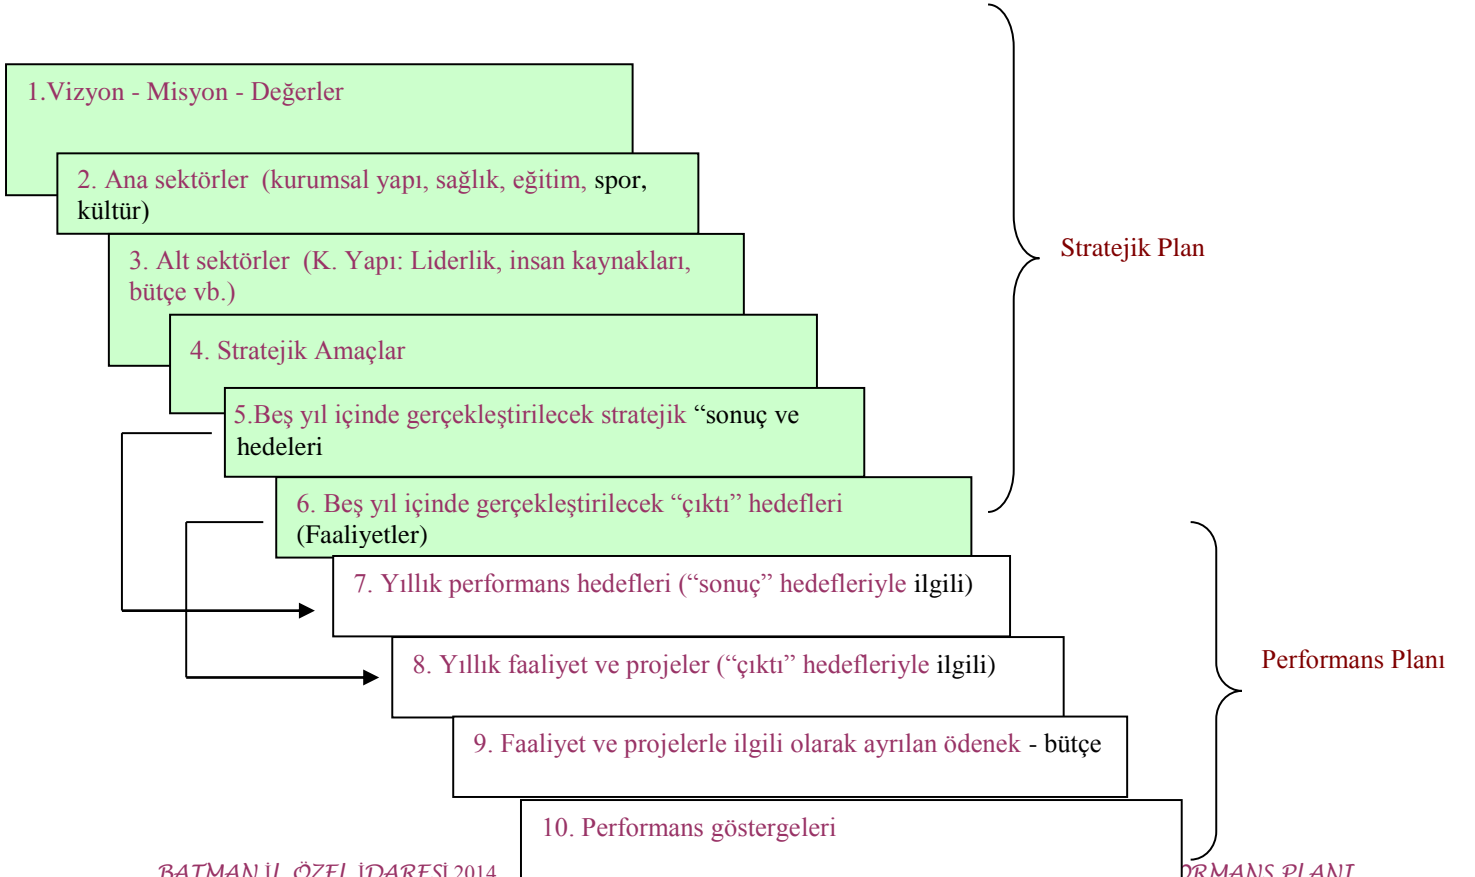 1.Vizyon - Misyon - Değerler
2. Ana sektörler (kurumsal yapı, sağlık, eğitim, spor,
kültür)
3. Alt sektörler (K. Yapı: Liderlik, insan kaynakları,
bütçe vb.)
Stratejik Plan
4. Stratejik Amaçlar
5.Beş yıl içinde gerçekleştirilecek stratejik “sonuç ve
hedeleri
6. Beş yıl içinde gerçekleştirilecek “çıktı” hedefleri
(Faaliyetler)
7. Yıllık performans hedefleri (“sonuç” hedefleriyle ilgili)
8. Yıllık faaliyet ve projeler (“çıktı” hedefleriyle ilgili)
Performans Planı
9. Faaliyet ve projelerle ilgili olarak ayrılan ödenek - bütçe
10. Performans göstergeleri
BATMAN İL ÖZEL İDARESİ 2014 ORMANS PLANI